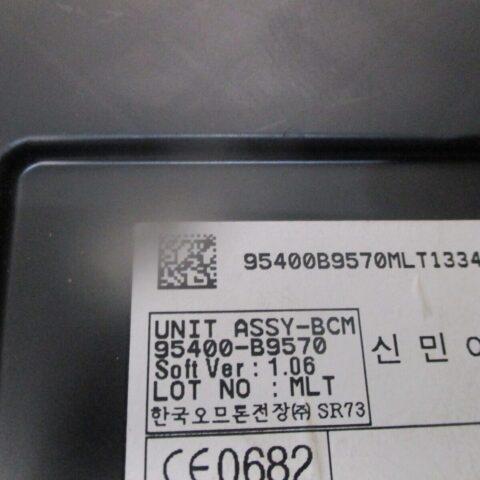 95400B9570MLT1334
UNIT ASSY-BCM
95400-B9570
Soft Ver : 1.06
LOT NO : MLT
한국오므론전장㈜ SR73
신민
CE0682